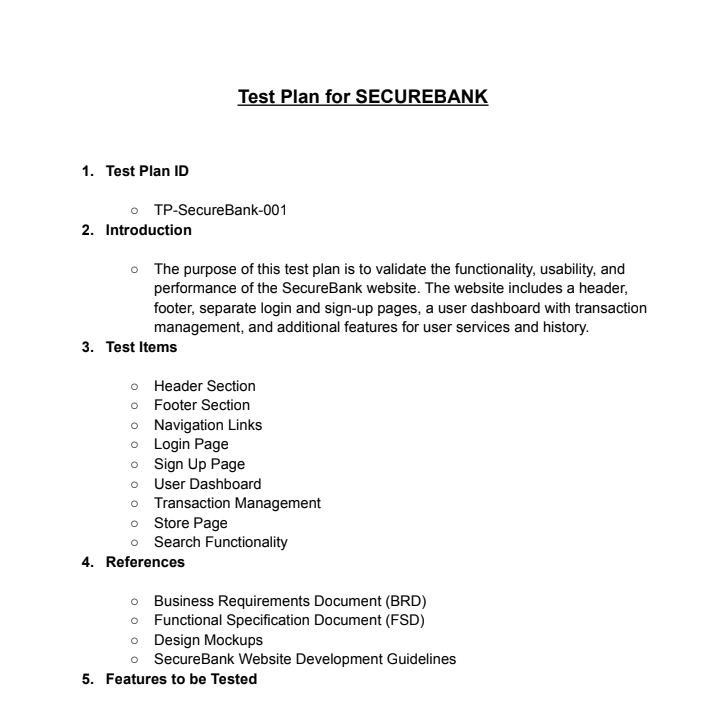 Test Plan for SECUREBANK
1. Test Plan ID
○ TP-SecureBank-001
2. Introduction
○ The purpose of this test plan is to validate the functionality, usability, and
performance of the SecureBank website. The website includes a header,
footer, separate login and sign-up pages, a user dashboard with transaction
management, and additional features for user services and history.
3. Test Items
○ Header Section
○ Footer Section
○ Navigation Links
○ Login Page
○ Sign Up Page
○ User Dashboard
○ Transaction Management
○ Store Page
○ Search Functionality
4. References
○ Business Requirements Document (BRD)
○ Functional Specification Document (FSD)
○ Design Mockups
○ SecureBank Website Development Guidelines
5. Features to be Tested